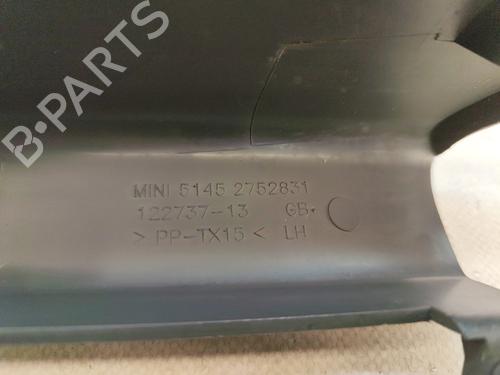 B-PARTS
MINI 5145 2752831
122737-13 GB
> PP-TX15 < LH